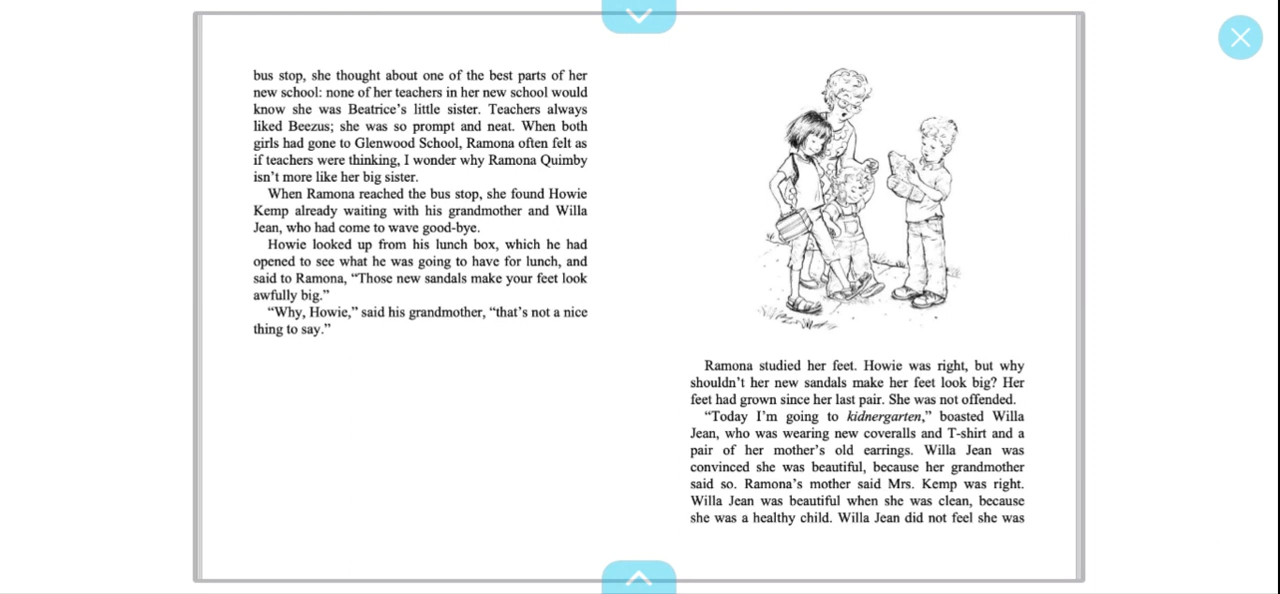 bus stop, she thought about one of the best parts of her
new school: none of her teachers in her new school would
know she was Beatrice’s little sister. Teachers always
liked Beezus; she was so prompt and neat. When both
girls had gone to Glenwood School, Ramona often felt as
if teachers were thinking, I wonder why Ramona Quimby
isn’t more like her big sister.
When Ramona reached the bus stop, she found Howie
Kemp already waiting with his grandmother and Willa
Jean, who had come to wave good-bye.
Howie looked up from his lunch box, which he had
opened to see what he was going to have for lunch, and
said to Ramona, “Those new sandals make your feet look
awfully big.”
“Why, Howie,” said his grandmother, “that’s not a nice
thing to say.”
Ramona studied her feet. Howie was right, but why
shouldn’t her new sandals make her feet look big? Her
feet had grown since her last pair. She was not offended.
“Today I’m going to kidnergarten,” boasted Willa
Jean, who was wearing new coveralls and T-shirt and a
pair of her mother’s old earrings. Willa Jean was
convinced she was beautiful, because her grandmother
said so. Ramona’s mother said Mrs. Kemp was right.
Willa Jean was beautiful when she was clean, because
she was a healthy child. Willa Jean did not feel she was